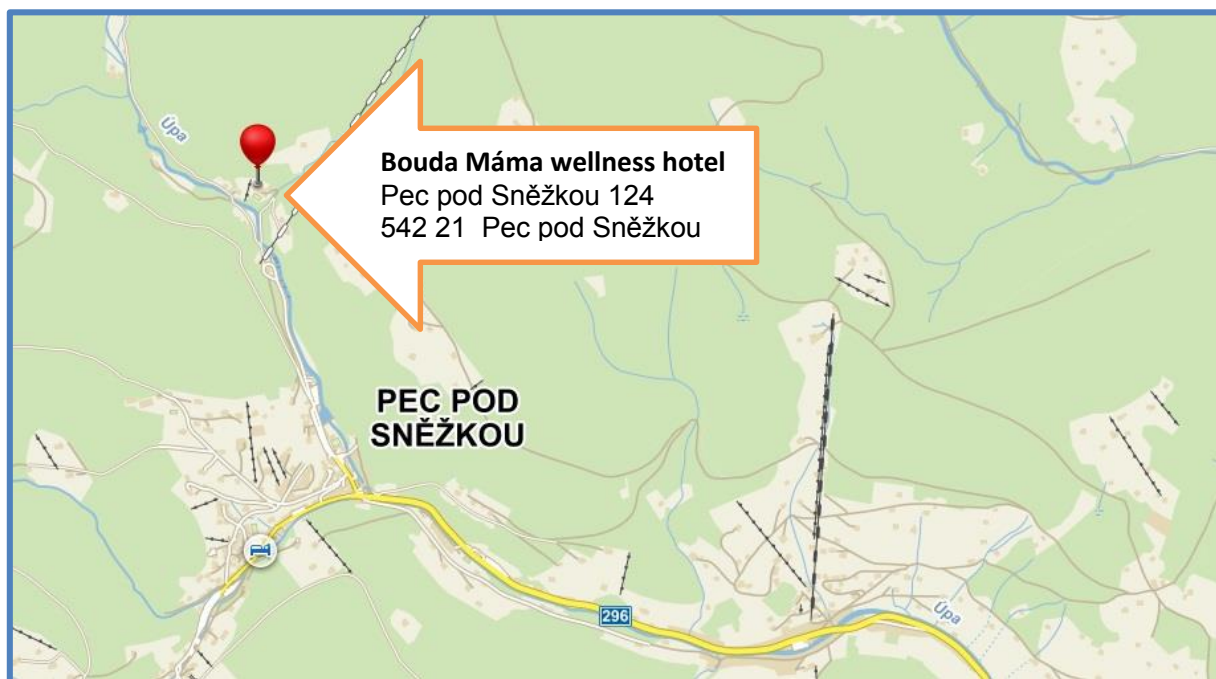 Úpa
Bouda Máma wellness hotel
Pec pod Sněžkou 124
542 21 Pec pod Sněžkou
PEC POD
SNĚŽKOU
296
Úpa